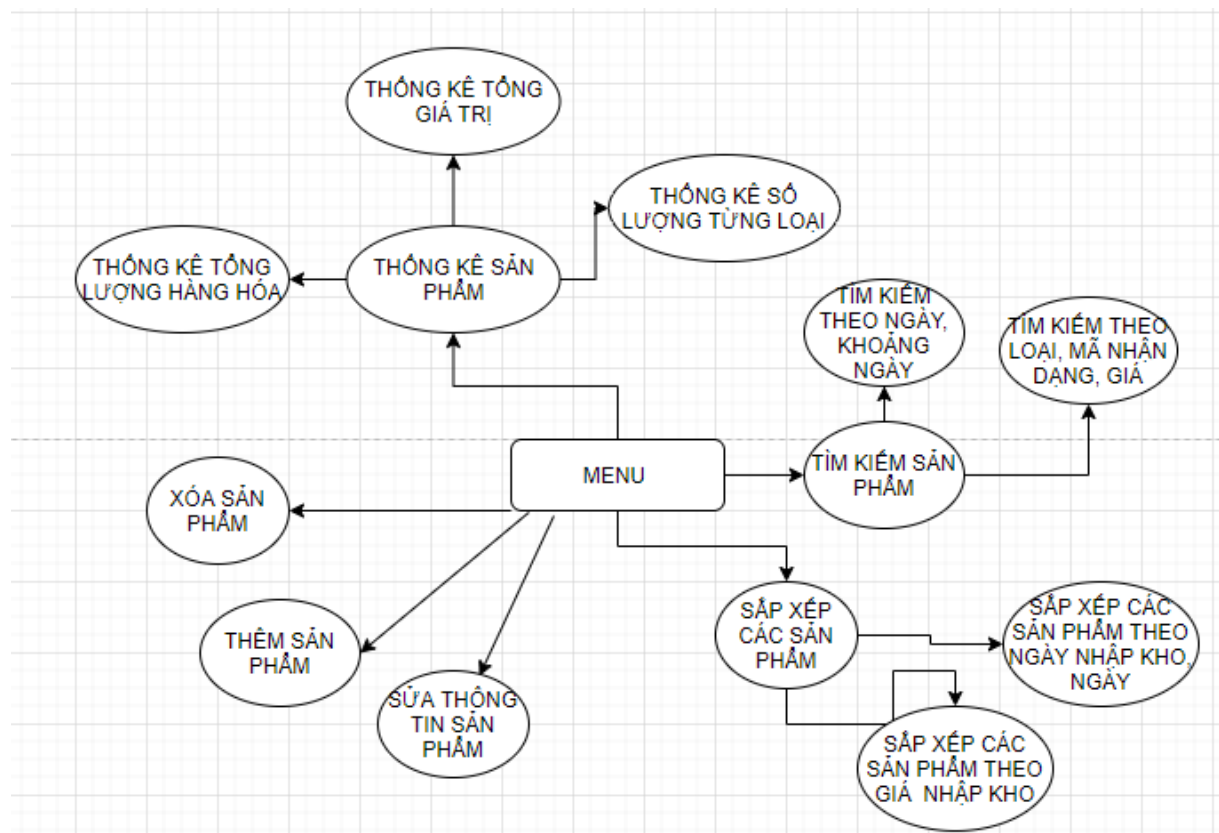 THỐNG KÊ TỔNG
GIÁ TRỊ
THỐNG KÊ SỐ
LƯỢNG TỪNG LOẠI
THỐNG KÊ TỔNG
LƯỢNG HÀNG HÓA
THỐNG KÊ SẢN
PHẨM
TÌM KIẾM
THEO NGÀY,
KHOẢNG
NGÀY
TÌM KIẾM THEO
LOẠI, MÃ NHẬN
DẠNG, GIÁ
MENU
TÌM KIẾM SẢN
PHẨM
XÓA SẢN
PHẨM
THÊM SẢN
PHẨM
SỬA THÔNG
TIN SẢN
PHẨM
SẮP XẾP
CÁC SẢN
PHẨM
SẮP XẾP CÁC
SẢN PHẨM THEO
NGÀY NHẬP KHO,
NGÀY
SẮP XẾP CÁC
SẢN PHẨM THEO
GIÁ  NHẬP KHO